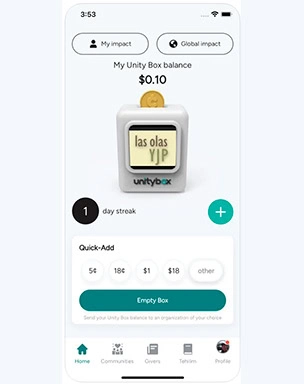 3:53
My impact
Global impact
My Unity Box balance
$0.10
las olas
YJP
unitybox
1
day streak
+
Quick-Add
5¢
18¢
$1
$18
other
Empty Box
Send your Unity Box balance to an organization of your choice
Home
Communities
Givers
Tehilim
Profile